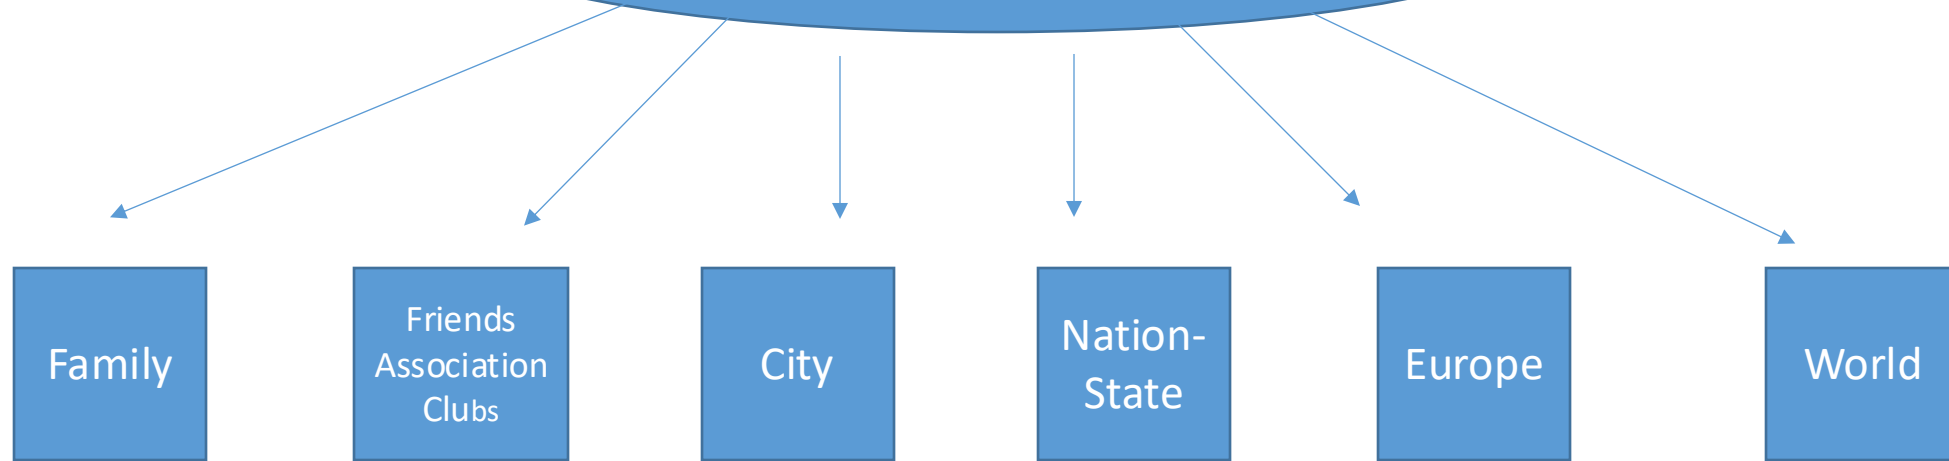 Family
Friends
Association
Clubs
City
Nation-
State
Europe
World